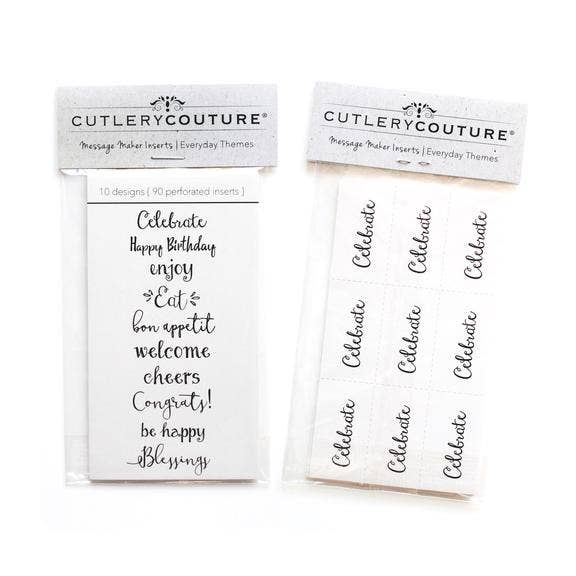 CUTLERYCOUTURE®
Message Maker Inserts | Everyday Themes
10 designs [ 90 perforated inserts ]
Celebrate
Happy Birthday
enjoy
Eat
bon appetit
welcome
cheers
Congrats!
be happy
Blessings
CUTLERYCOUTURE®
Message Maker Inserts | Everyday Themes
Celebrate
Celebrate
Celebrate
Celebrate
Celebrate
Celebrate
Celebrate
Celebrate
Celebrate